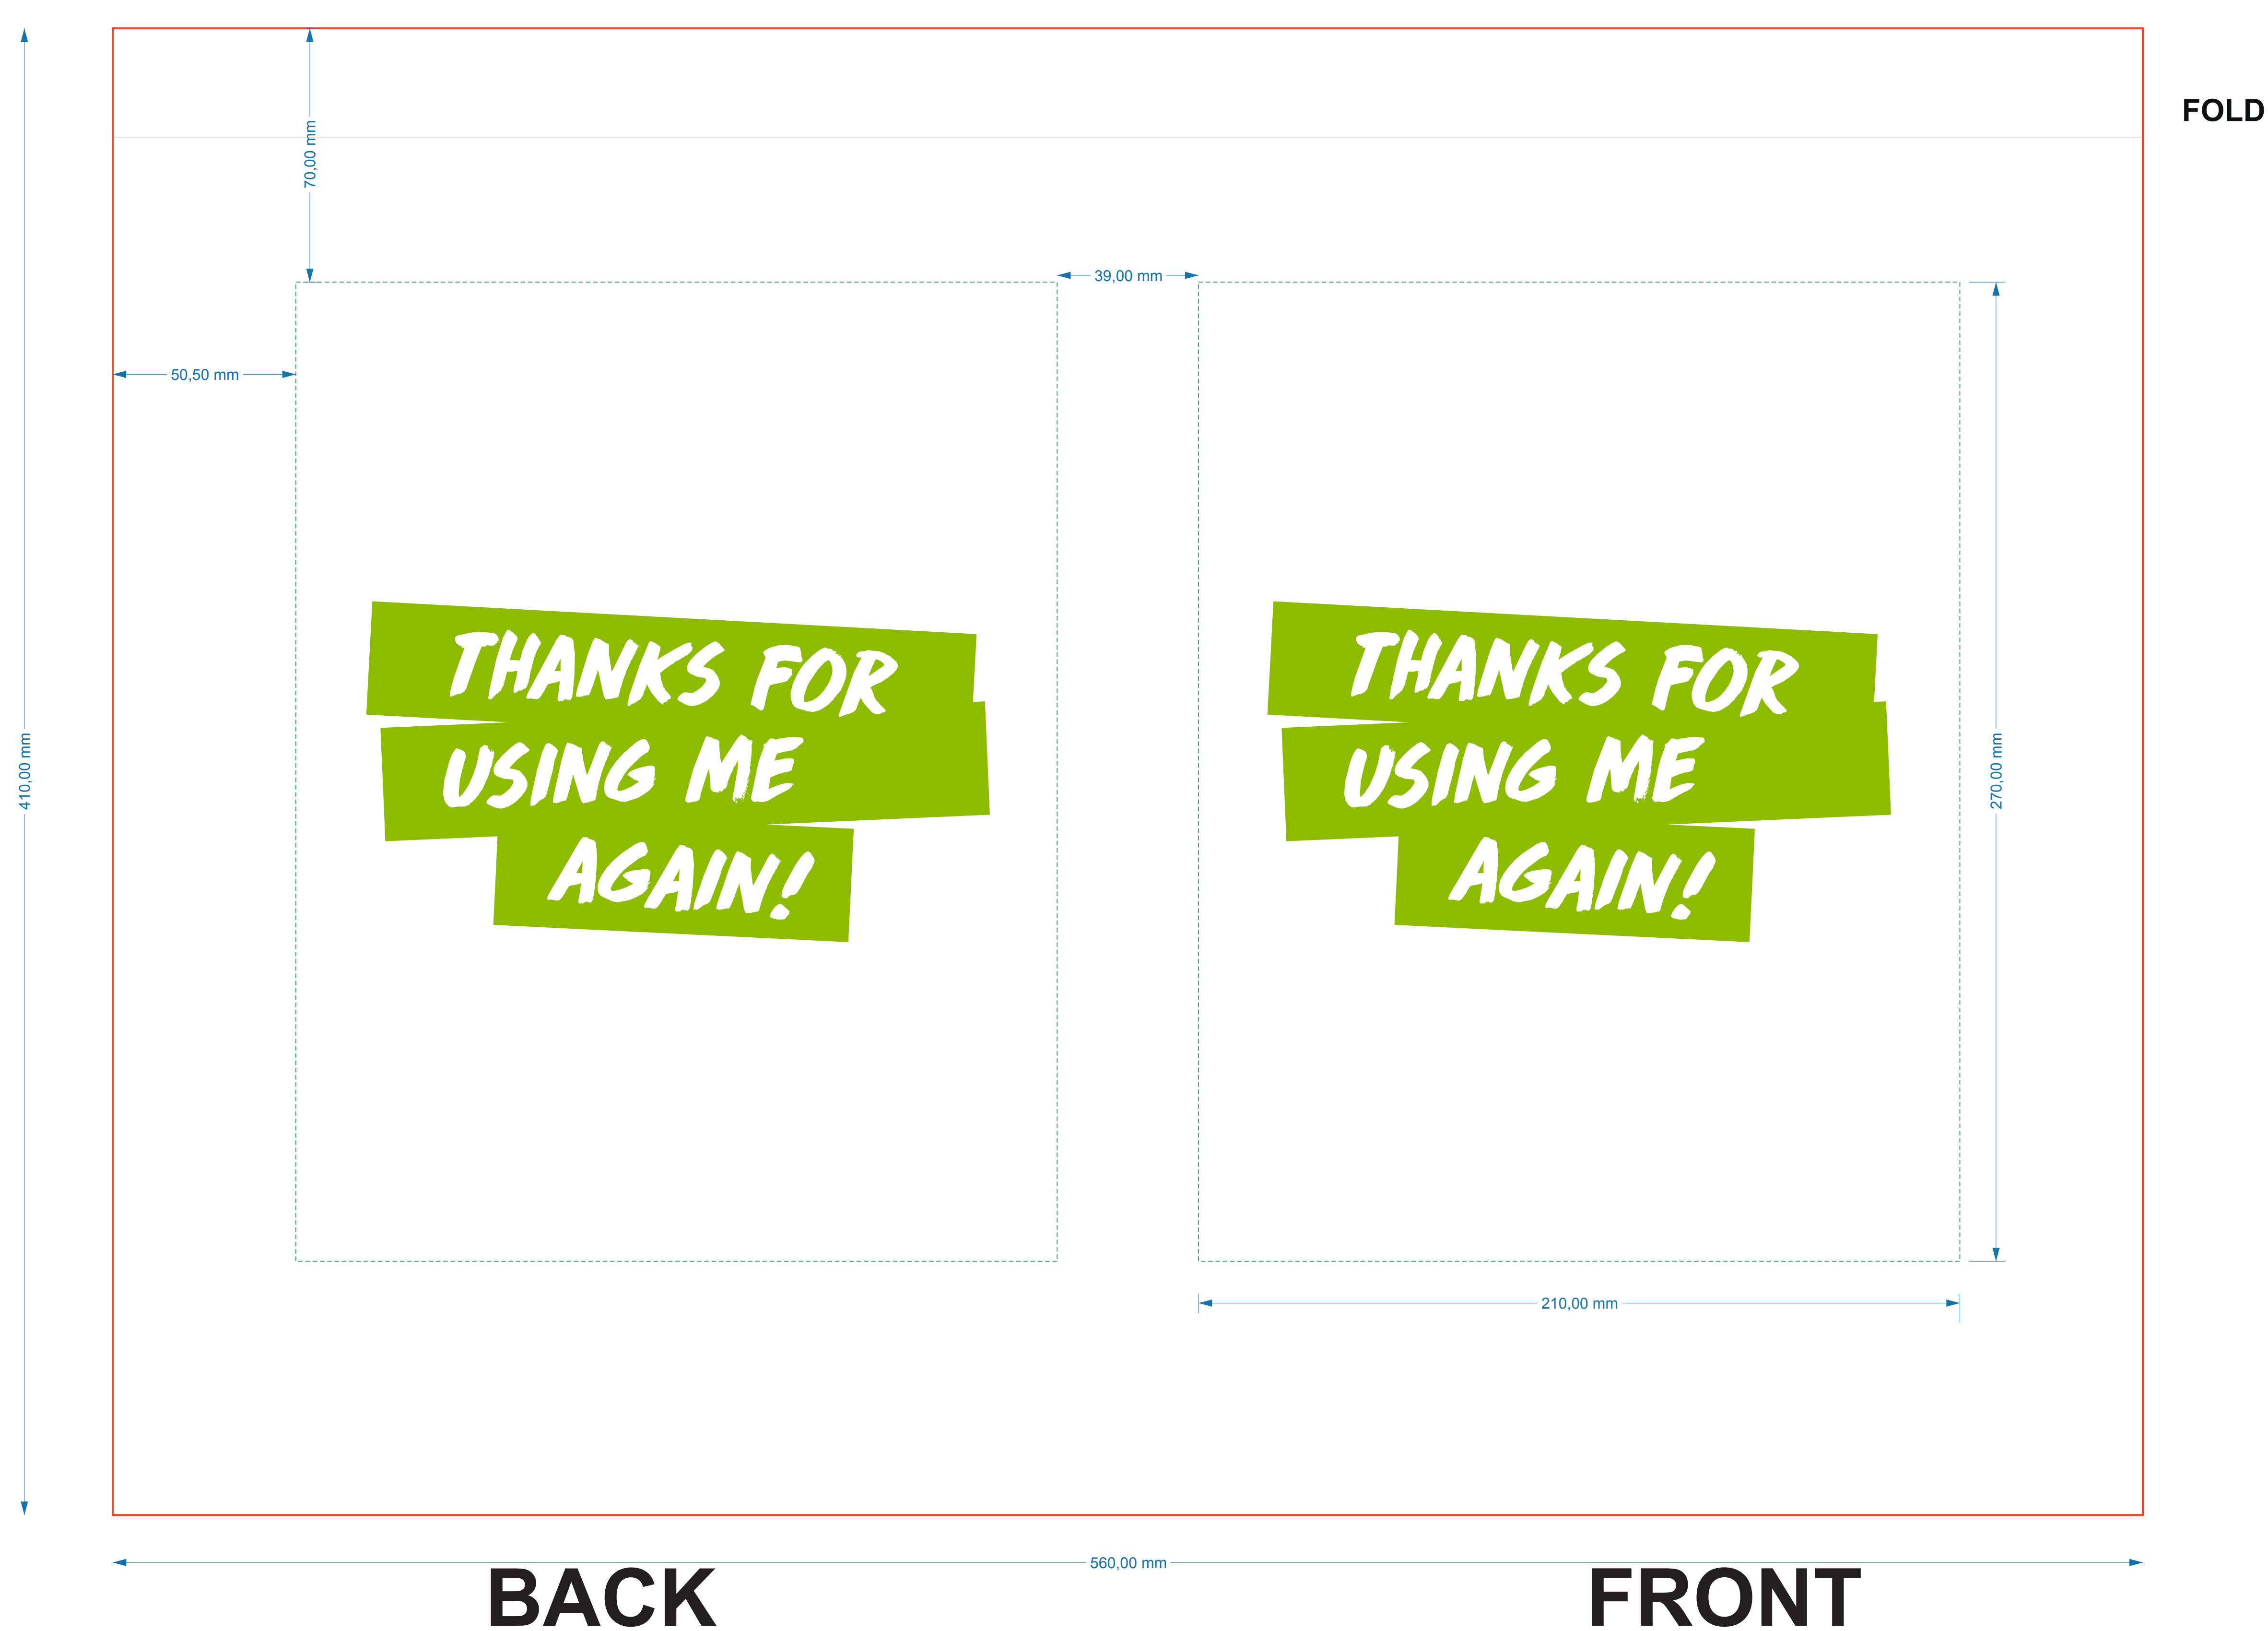 FOLD
70,00 mm
39,00 mm
50,50 mm
THANKS FOR
USING ME
AGAIN!
THANKS FOR
USING ME
AGAIN!
410,00 mm
270,00 mm
210,00 mm
560,00 mm
BACK
FRONT